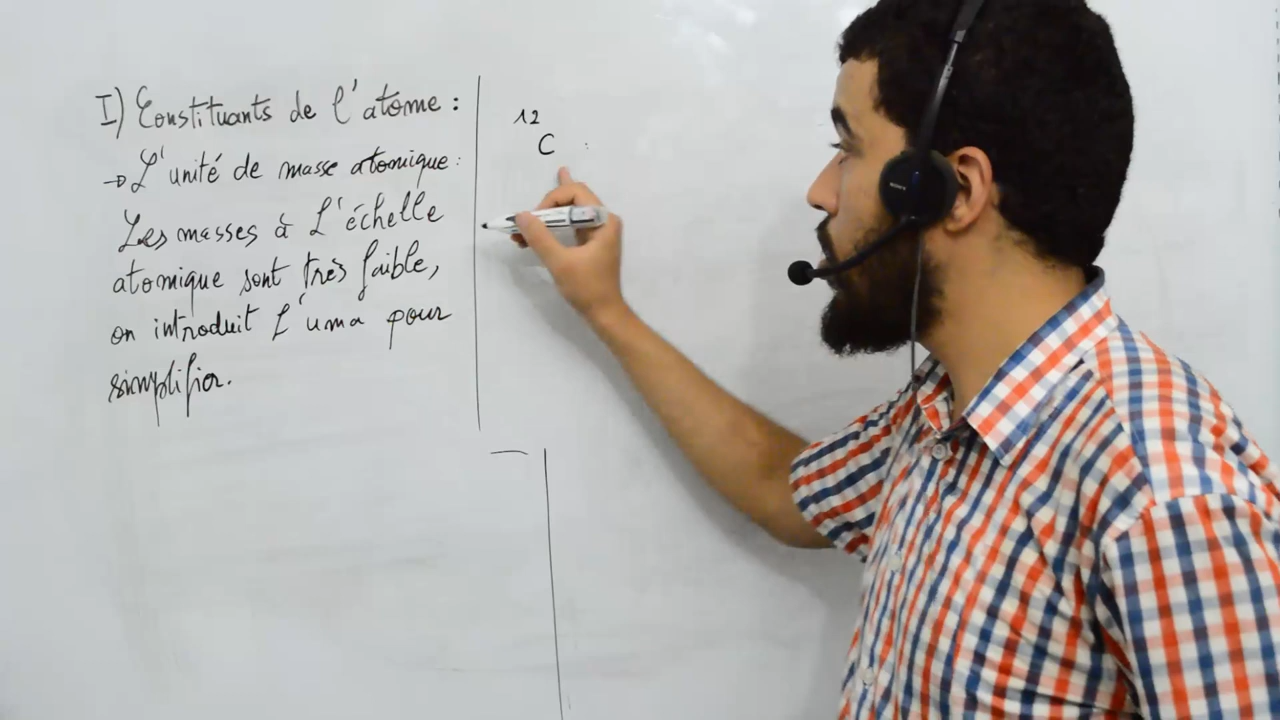 I) Constituants de l'atome :
→ L'unité de masse atomique :
Les masses à L'échelle
atomique sont très faible,
on introduit L'uma pour
simplifier.
12
C
SONY